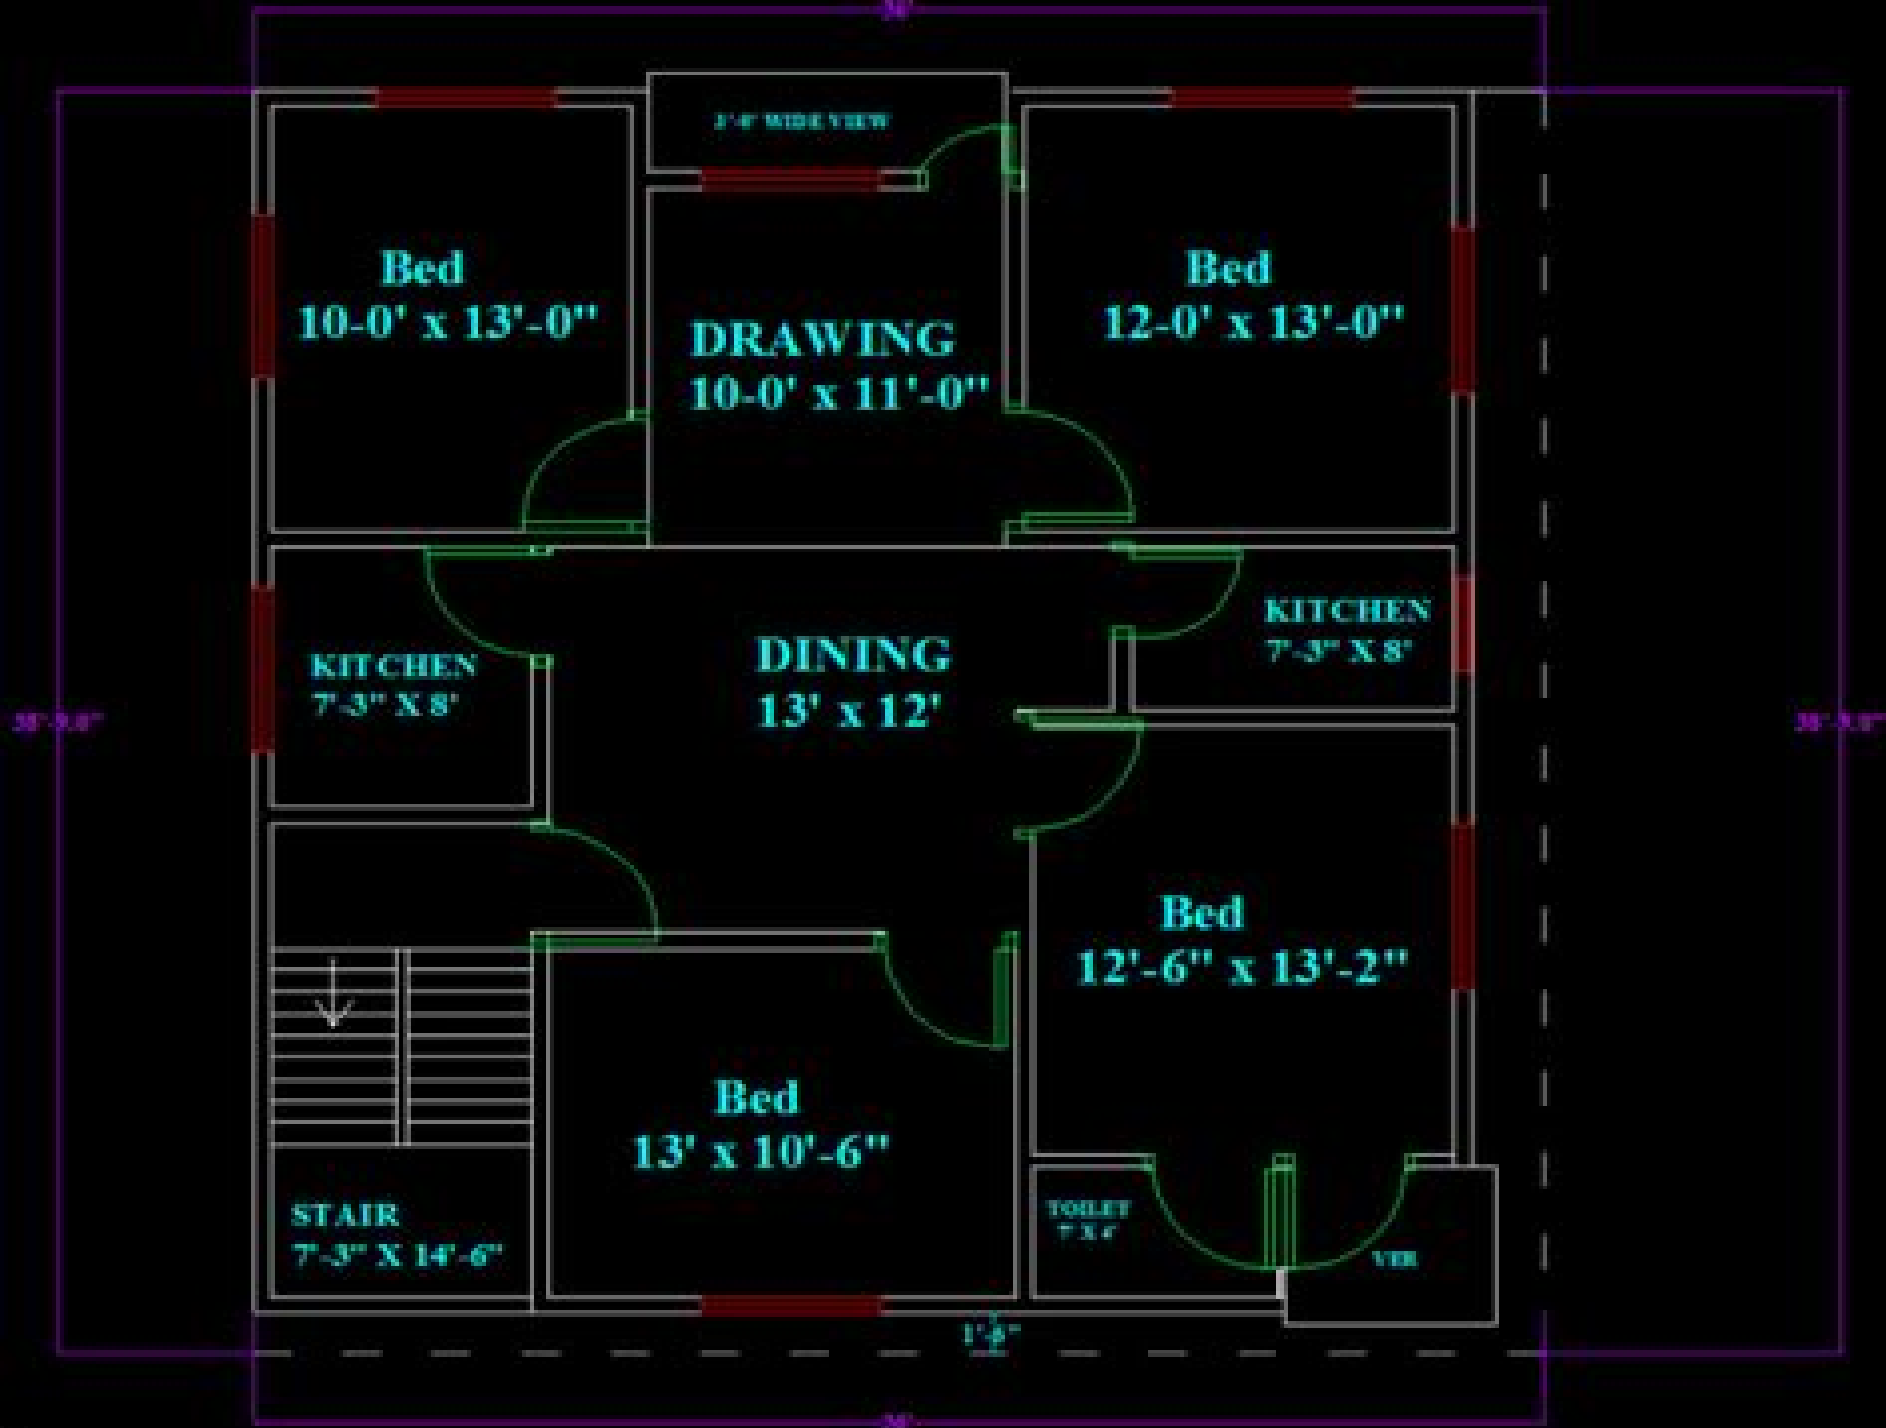 WIDE VIEW
Bed
10-0' x 13'-0"
Bed
12-0' x 13'-0"
DRAWING
10-0' x 11'-0"
KITCHEN
7'-3" X 8'
DINING
13' x 12'
KITCHEN
7'-3" X 8'
Bed
12'-6" x 13'-2"
Bed
13' x 10'-6"
STAIR
7'-3" X 14'-6"
TOILET
VER